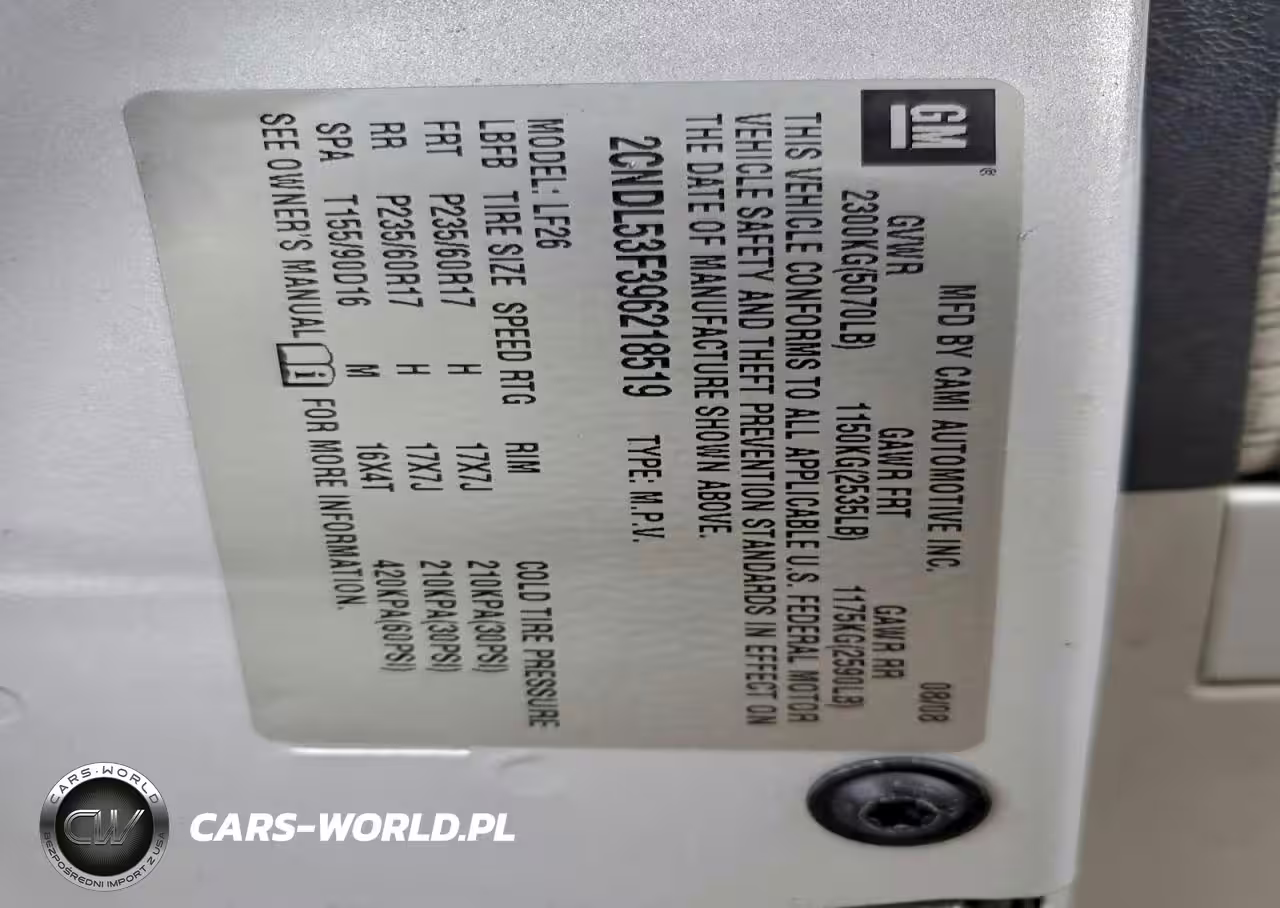 GM®
MFD BY CAMI AUTOMOTIVE INC. 08/08
GVWR GAWR FRT GAWR RR
2300KG(5070LB) 1150KG(2535LB) 1175KG(2590LB)
THIS VEHICLE CONFORMS TO ALL APPLICABLE U.S. FEDERAL MOTOR
VEHICLE SAFETY AND THEFT PREVENTION STANDARDS IN EFFECT ON
THE DATE OF MANUFACTURE SHOWN ABOVE.
2CNDL53F396218519 TYPE: M.P.V.
MODEL: LF26
LBFB TIRE SIZE SPEED RTG RIM COLD TIRE PRESSURE
FRT P235/60R17 H 17X7J 210KPA(30PSI)
RR P235/60R17 H 17X7J 210KPA(30PSI)
SPA T155/90D16 M 16X4T 420KPA(60PSI)
SEE OWNER'S MANUAL FOR MORE INFORMATION.
CARS-WORLD
CW
BEZPOŚREDNI IMPORT Z USA
CARS-WORLD.PL